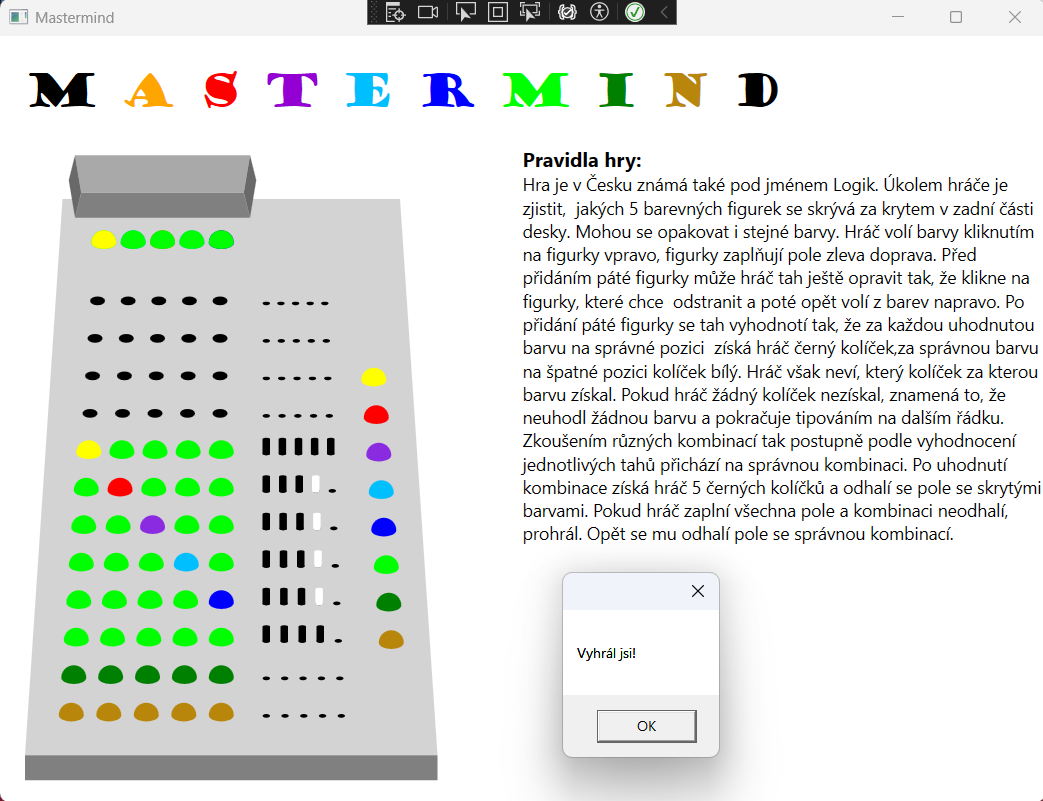 Mastermind
M A S T E R M I N D
Pravidla hry:
Hra je v Česku známá také pod jménem Logik. Úkolem hráče je
zjistit,  jakých 5 barevných figurek se skrývá za krytem v zadní části
desky. Mohou se opakovat i stejné barvy. Hráč volí barvy kliknutím
na figurky vpravo, figurky zaplňují pole zleva doprava. Před
přidáním páté figurky může hráč tah ještě opravit tak, že klikne na
figurky, které chce  odstranit a poté opět volí z barev napravo. Po
přidání páté figurky se tah vyhodnotí tak, že za každou uhodnutou
barvu na správné pozici  získá hráč černý kolíček,za správnou barvu
na špatné pozici kolíček bílý. Hráč však neví, který kolíček za kterou
barvu získal. Pokud hráč žádný kolíček nezískal, znamená to, že
neuhodl žádnou barvu a pokračuje tipováním na dalším řádku.
Zkoušením různých kombinací tak postupně podle vyhodnocení
jednotlivých tahů přichází na správnou kombinaci. Po uhodnutí
kombinace získá hráč 5 černých kolíčků a odhalí se pole se skrytými
barvami. Pokud hráč zaplní všechna pole a kombinaci neodhalí,
prohrál. Opět se mu odhalí pole se správnou kombinací.
Vyhrál jsi!
OK